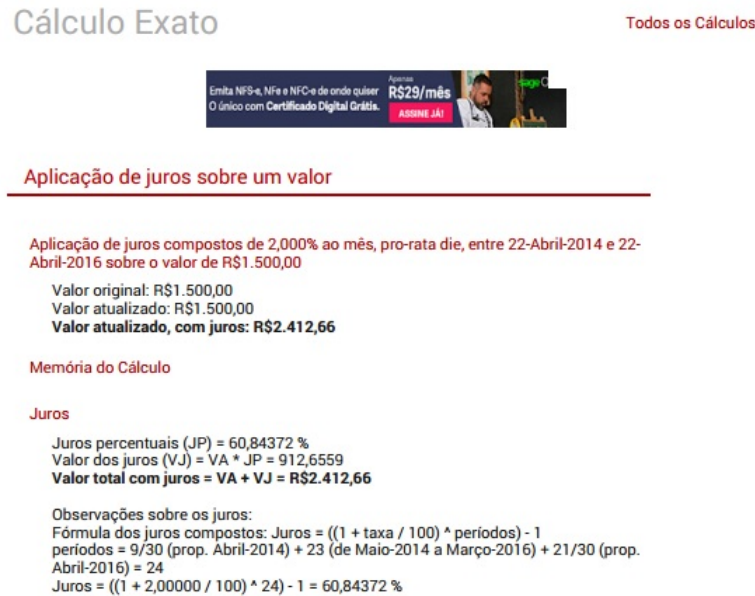 Cálculo Exato
Todos os Cálculos
Emita NFS-e, NFe e NFC-e de onde quiser
O único com Certificado Digital Grátis.
Apenas
R$29/mês
ASSINE JÁ!
sage
Aplicação de juros sobre um valor
Aplicação de juros compostos de 2,000% ao mês, pro-rata die, entre 22-Abril-2014 e 22-
Abril-2016 sobre o valor de R$1.500,00
Valor original: R$1.500,00
Valor atualizado: R$1.500,00
Valor atualizado, com juros: R$2.412,66
Memória do Cálculo
Juros
Juros percentuais (JP) = 60,84372 %
Valor dos juros (VJ) = VA * JP = 912,6559
Valor total com juros = VA + VJ = R$2.412,66
Observações sobre os juros:
Fórmula dos juros compostos: Juros = ((1 + taxa / 100) ^ períodos) - 1
períodos = 9/30 (prop. Abril-2014) + 23 (de Maio-2014 a Março-2016) + 21/30 (prop.
Abril-2016) = 24
Juros = ((1 + 2,00000 / 100) ^ 24) - 1 = 60,84372 %